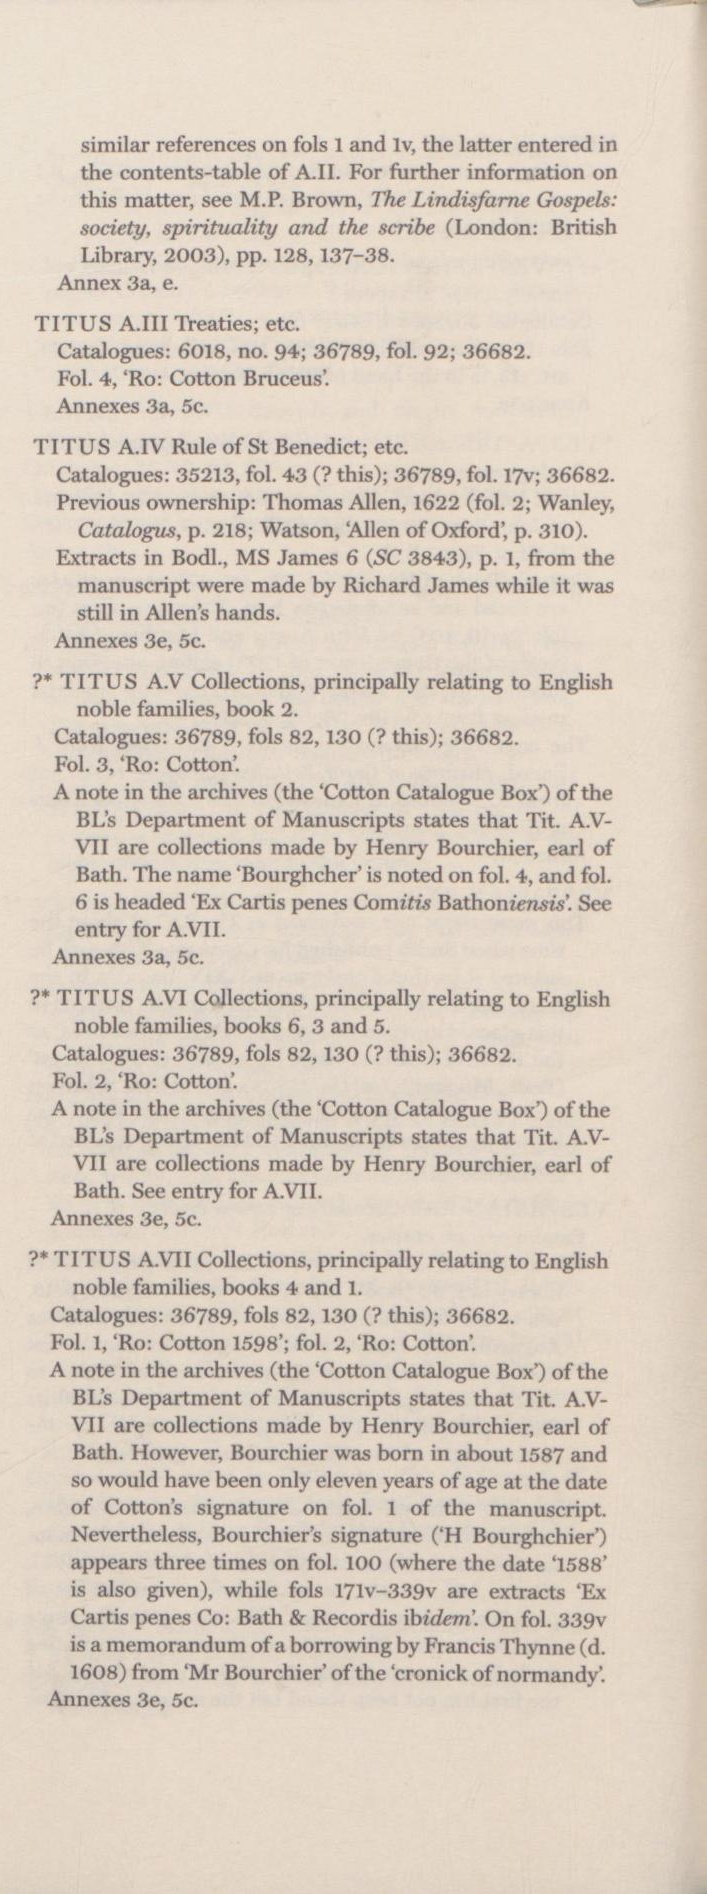 similar references on fols 1 and 1v, the latter entered in
the contents-table of A.II. For further information on
this matter, see M.P. Brown, The Lindisfarne Gospels:
society, spirituality and the scribe (London: British
Library, 2003), pp. 128, 137–38.
Annex 3a, e.
TITUS A.III Treaties; etc.
Catalogues: 6018, no. 94; 36789, fol. 92; 36682.
Fol. 4, ‘Ro: Cotton Bruceus’.
Annexes 3a, 5c.
TITUS A.IV Rule of St Benedict; etc.
Catalogues: 35213, fol. 43 (? this); 36789, fol. 17v; 36682.
Previous ownership: Thomas Allen, 1622 (fol. 2; Wanley,
Catalogus, p. 218; Watson, ‘Allen of Oxford’, p. 310).
Extracts in Bodl., MS James 6 (SC 3843), p. 1, from the
manuscript were made by Richard James while it was
still in Allen’s hands.
Annexes 3e, 5c.
?* TITUS A.V Collections, principally relating to English
noble families, book 2.
Catalogues: 36789, fols 82, 130 (? this); 36682.
Fol. 3, ‘Ro: Cotton’.
A note in the archives (the ‘Cotton Catalogue Box’) of the
BL’s Department of Manuscripts states that Tit. A.V-
VII are collections made by Henry Bourchier, earl of
Bath. The name ‘Bourghcher’ is noted on fol. 4, and fol.
6 is headed ‘Ex Cartis penes Comitis Bathoniensis’. See
entry for A.VII.
Annexes 3a, 5c.
?* TITUS A.VI Collections, principally relating to English
noble families, books 6, 3 and 5.
Catalogues: 36789, fols 82, 130 (? this); 36682.
Fol. 2, ‘Ro: Cotton’.
A note in the archives (the ‘Cotton Catalogue Box’) of the
BL’s Department of Manuscripts states that Tit. A.V-
VII are collections made by Henry Bourchier, earl of
Bath. See entry for A.VII.
Annexes 3e, 5c.
?* TITUS A.VII Collections, principally relating to English
noble families, books 4 and 1.
Catalogues: 36789, fols 82, 130 (? this); 36682.
Fol. 1, ‘Ro: Cotton 1598’; fol. 2, ‘Ro: Cotton’.
A note in the archives (the ‘Cotton Catalogue Box’) of the
BL’s Department of Manuscripts states that Tit. A.V-
VII are collections made by Henry Bourchier, earl of
Bath. However, Bourchier was born in about 1587 and
so would have been only eleven years of age at the date
of Cotton’s signature on fol. 1 of the manuscript.
Nevertheless, Bourchier’s signature (‘H Bourghchier’)
appears three times on fol. 100 (where the date ‘1588’
is also given), while fols 171v–339v are extracts ‘Ex
Cartis penes Co: Bath & Recordis ibidem’. On fol. 339v
is a memorandum of a borrowing by Francis Thynne (d.
1608) from ‘Mr Bourchier’ of the ‘cronick of normandy’.
Annexes 3e, 5c.